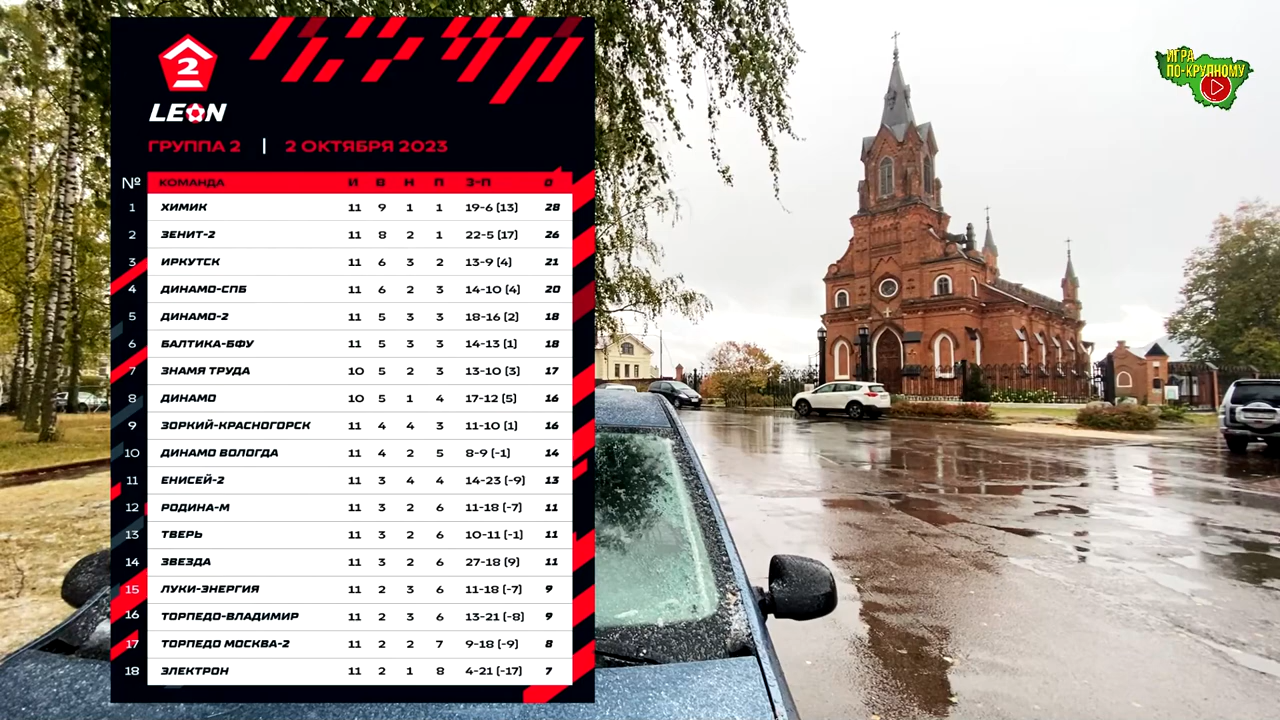 2
LEON
ГРУППА 2 | 2 ОКТЯБРЯ 2023
№ КОМАНДА И В Н П З-П О
1 ХИМИК 11 9 1 1 19-6 (13) 28
2 ЗЕНИТ-2 11 8 2 1 22-5 (17) 26
3 ИРКУТСК 11 6 3 2 13-9 (4) 21
4 ДИНАМО-СПБ 11 6 2 3 14-10 (4) 20
5 ДИНАМО-2 11 5 3 3 18-16 (2) 18
6 БАЛТИКА-БФУ 11 5 3 3 14-13 (1) 18
7 ЗНАМЯ ТРУДА 10 5 2 3 13-10 (3) 17
8 ДИНАМО 10 5 1 4 17-12 (5) 16
9 ЗОРКИЙ-КРАСНОГОРСК 11 4 4 3 11-10 (1) 16
10 ДИНАМО ВОЛОГДА 11 4 2 5 8-9 (-1) 14
11 ЕНИСЕЙ-2 11 3 4 4 14-23 (-9) 13
12 РОДИНА-М 11 3 2 6 11-18 (-7) 11
13 ТВЕРЬ 11 3 2 6 10-11 (-1) 11
14 ЗВЕЗДА 11 3 2 6 27-18 (9) 11
15 ЛУКИ-ЭНЕРГИЯ 11 2 3 6 11-18 (-7) 9
16 ТОРПЕДО-ВЛАДИМИР 11 2 3 6 13-21 (-8) 9
17 ТОРПЕДО МОСКВА-2 11 2 2 7 9-18 (-9) 8
18 ЭЛЕКТРОН 11 2 1 8 4-21 (-17) 7
ИГРА
ПО-КРУПНОМУ